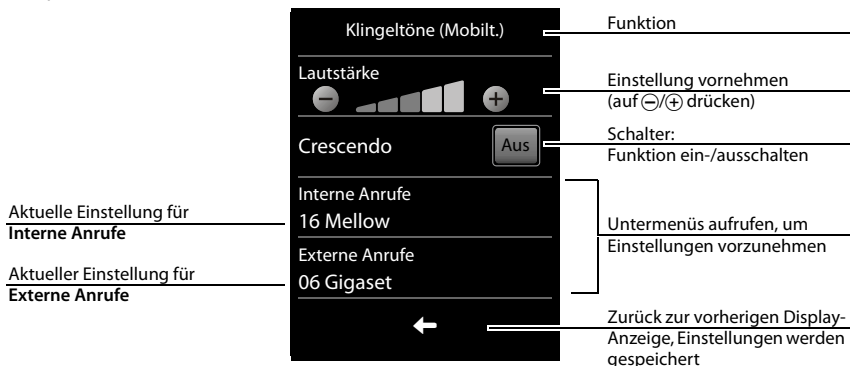 Klingeltöne (Mobilt.)
Lautstärke
Crescendo
Aus
Interne Anrufe
16 Mellow
Externe Anrufe
06 Gigaset
Aktuelle Einstellung für
Interne Anrufe
Aktueller Einstellung für
Externe Anrufe
Funktion
Einstellung vornehmen
(auf −/+ drücken)
Schalter:
Funktion ein-/ausschalten
Untermenüs aufrufen, um
Einstellungen vorzunehmen
Zurück zur vorherigen Display-
Anzeige, Einstellungen werden
gespeichert